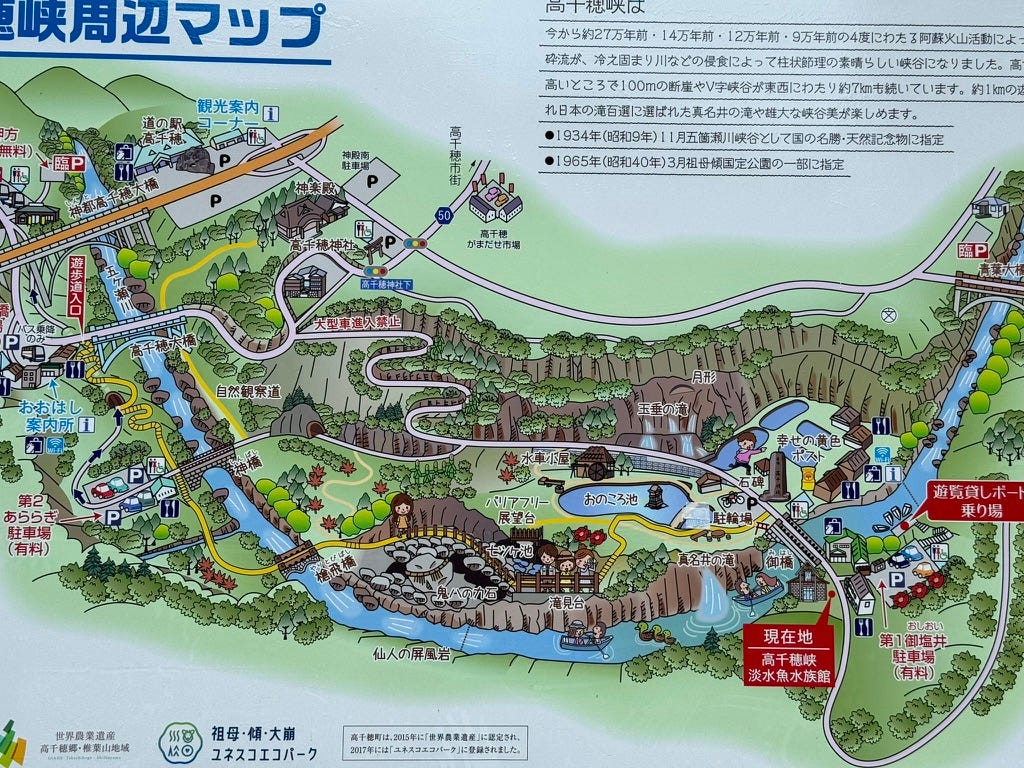 穂峡周辺マップ
高千穂峡は
今から約27万年前・14万年前・12万年前・9万年前の4度にわたる阿蘇火山活動によっ
砕流が、冷え固まり川などの侵食によって柱状節理の素晴らしい峡谷になりました。高千
高いところで100mの断崖やV字峡谷が東西にわたり約7kmも続いています。約1kmの遊
れ日本の滝百選に選ばれた真名井の滝や雄大な峡谷美が楽しめます。
●1934年(昭和9年)11月五箇瀬川峡谷として国の名勝・天然記念物に指定
●1965年(昭和40年)3月祖母傾国定公園の一部に指定
観光案内
コーナー
道の駅
高千穂
無料)
臨P
神都高千穂大橋
P
P
神殿南
駐車場
P
高千穂市街
50
高千穂
がまだせ市場
神楽殿
高千穂神社
P
高千穂神社下
遊歩道入口
五ヶ瀬川
大型車進入禁止
高千穂大橋
P
バス乗降
のみ
おおはし
案内所
Wi-Fi
自然観察道
神橋
P
P
第2
あららぎ
駐車場
(有料)
臨P
青葉大橋
文
月形
玉垂の滝
水車小屋
おのころ池
バリアフリー
展望台
幸せの黄色
ポスト
石碑
P
駐輪場
遊覧貸しボート
乗り場
七ツケ池
鬼八の力石
槍飛橋
滝見台
仙人の屏風岩
真名井の滝
みはし
御橋
P
現在地
高千穂峡
淡水魚水族館
おしおい
第1御塩井
駐車場
(有料)
世界農業遺産
高千穂郷・椎葉山地域
祖母・傾・大崩
ユネスコエコパーク
高千穂町は、2015年に「世界農業遺産」に認定され、
2017年には「ユネスコエコパーク」に登録されました。